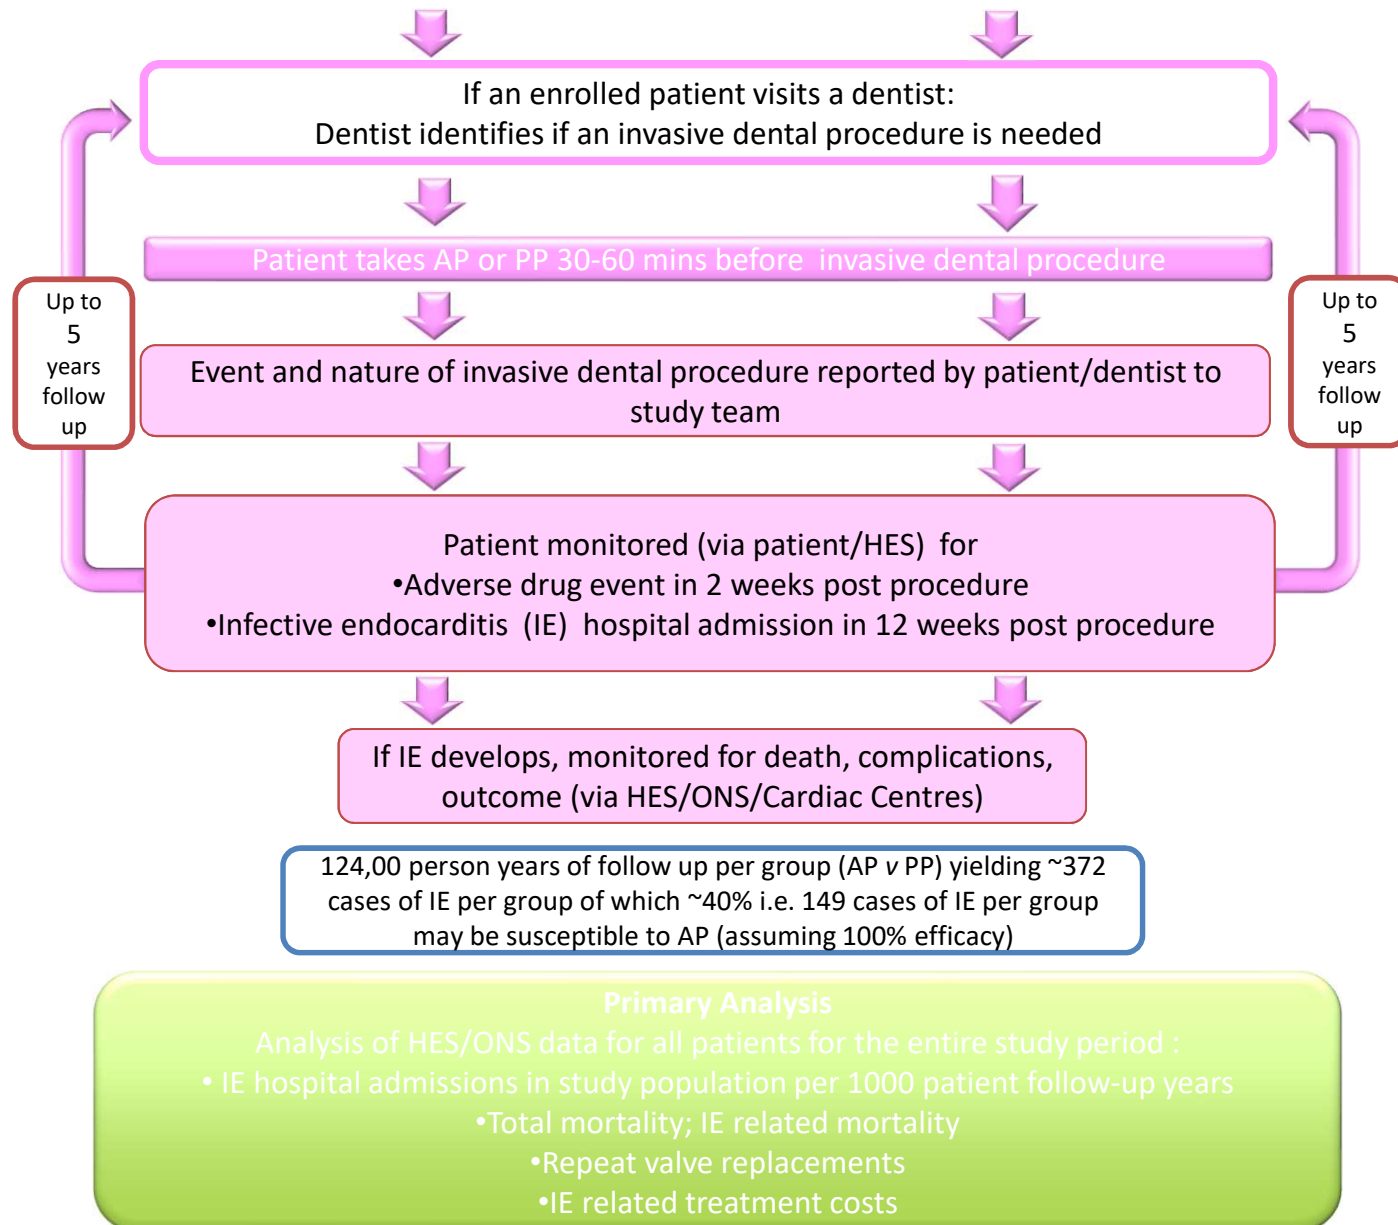 If an enrolled patient visits a dentist:
Dentist identifies if an invasive dental procedure is needed
Patient takes AP or PP 30-60 mins before  invasive dental procedure
Up to
5
years
follow
up
Up to
5
years
follow
up
Event and nature of invasive dental procedure reported by patient/dentist to
study team
Patient monitored (via patient/HES)  for
•Adverse drug event in 2 weeks post procedure
•Infective endocarditis  (IE)  hospital admission in 12 weeks post procedure
If IE develops, monitored for death, complications,
outcome (via HES/ONS/Cardiac Centres)
124,00 person years of follow up per group (AP v PP) yielding ~372
cases of IE per group of which ~40% i.e. 149 cases of IE per group
may be susceptible to AP (assuming 100% efficacy)
Primary Analysis
Analysis of HES/ONS data for all patients for the entire study period :
• IE hospital admissions in study population per 1000 patient follow-up years
•Total mortality; IE related mortality
•Repeat valve replacements
•IE related treatment costs